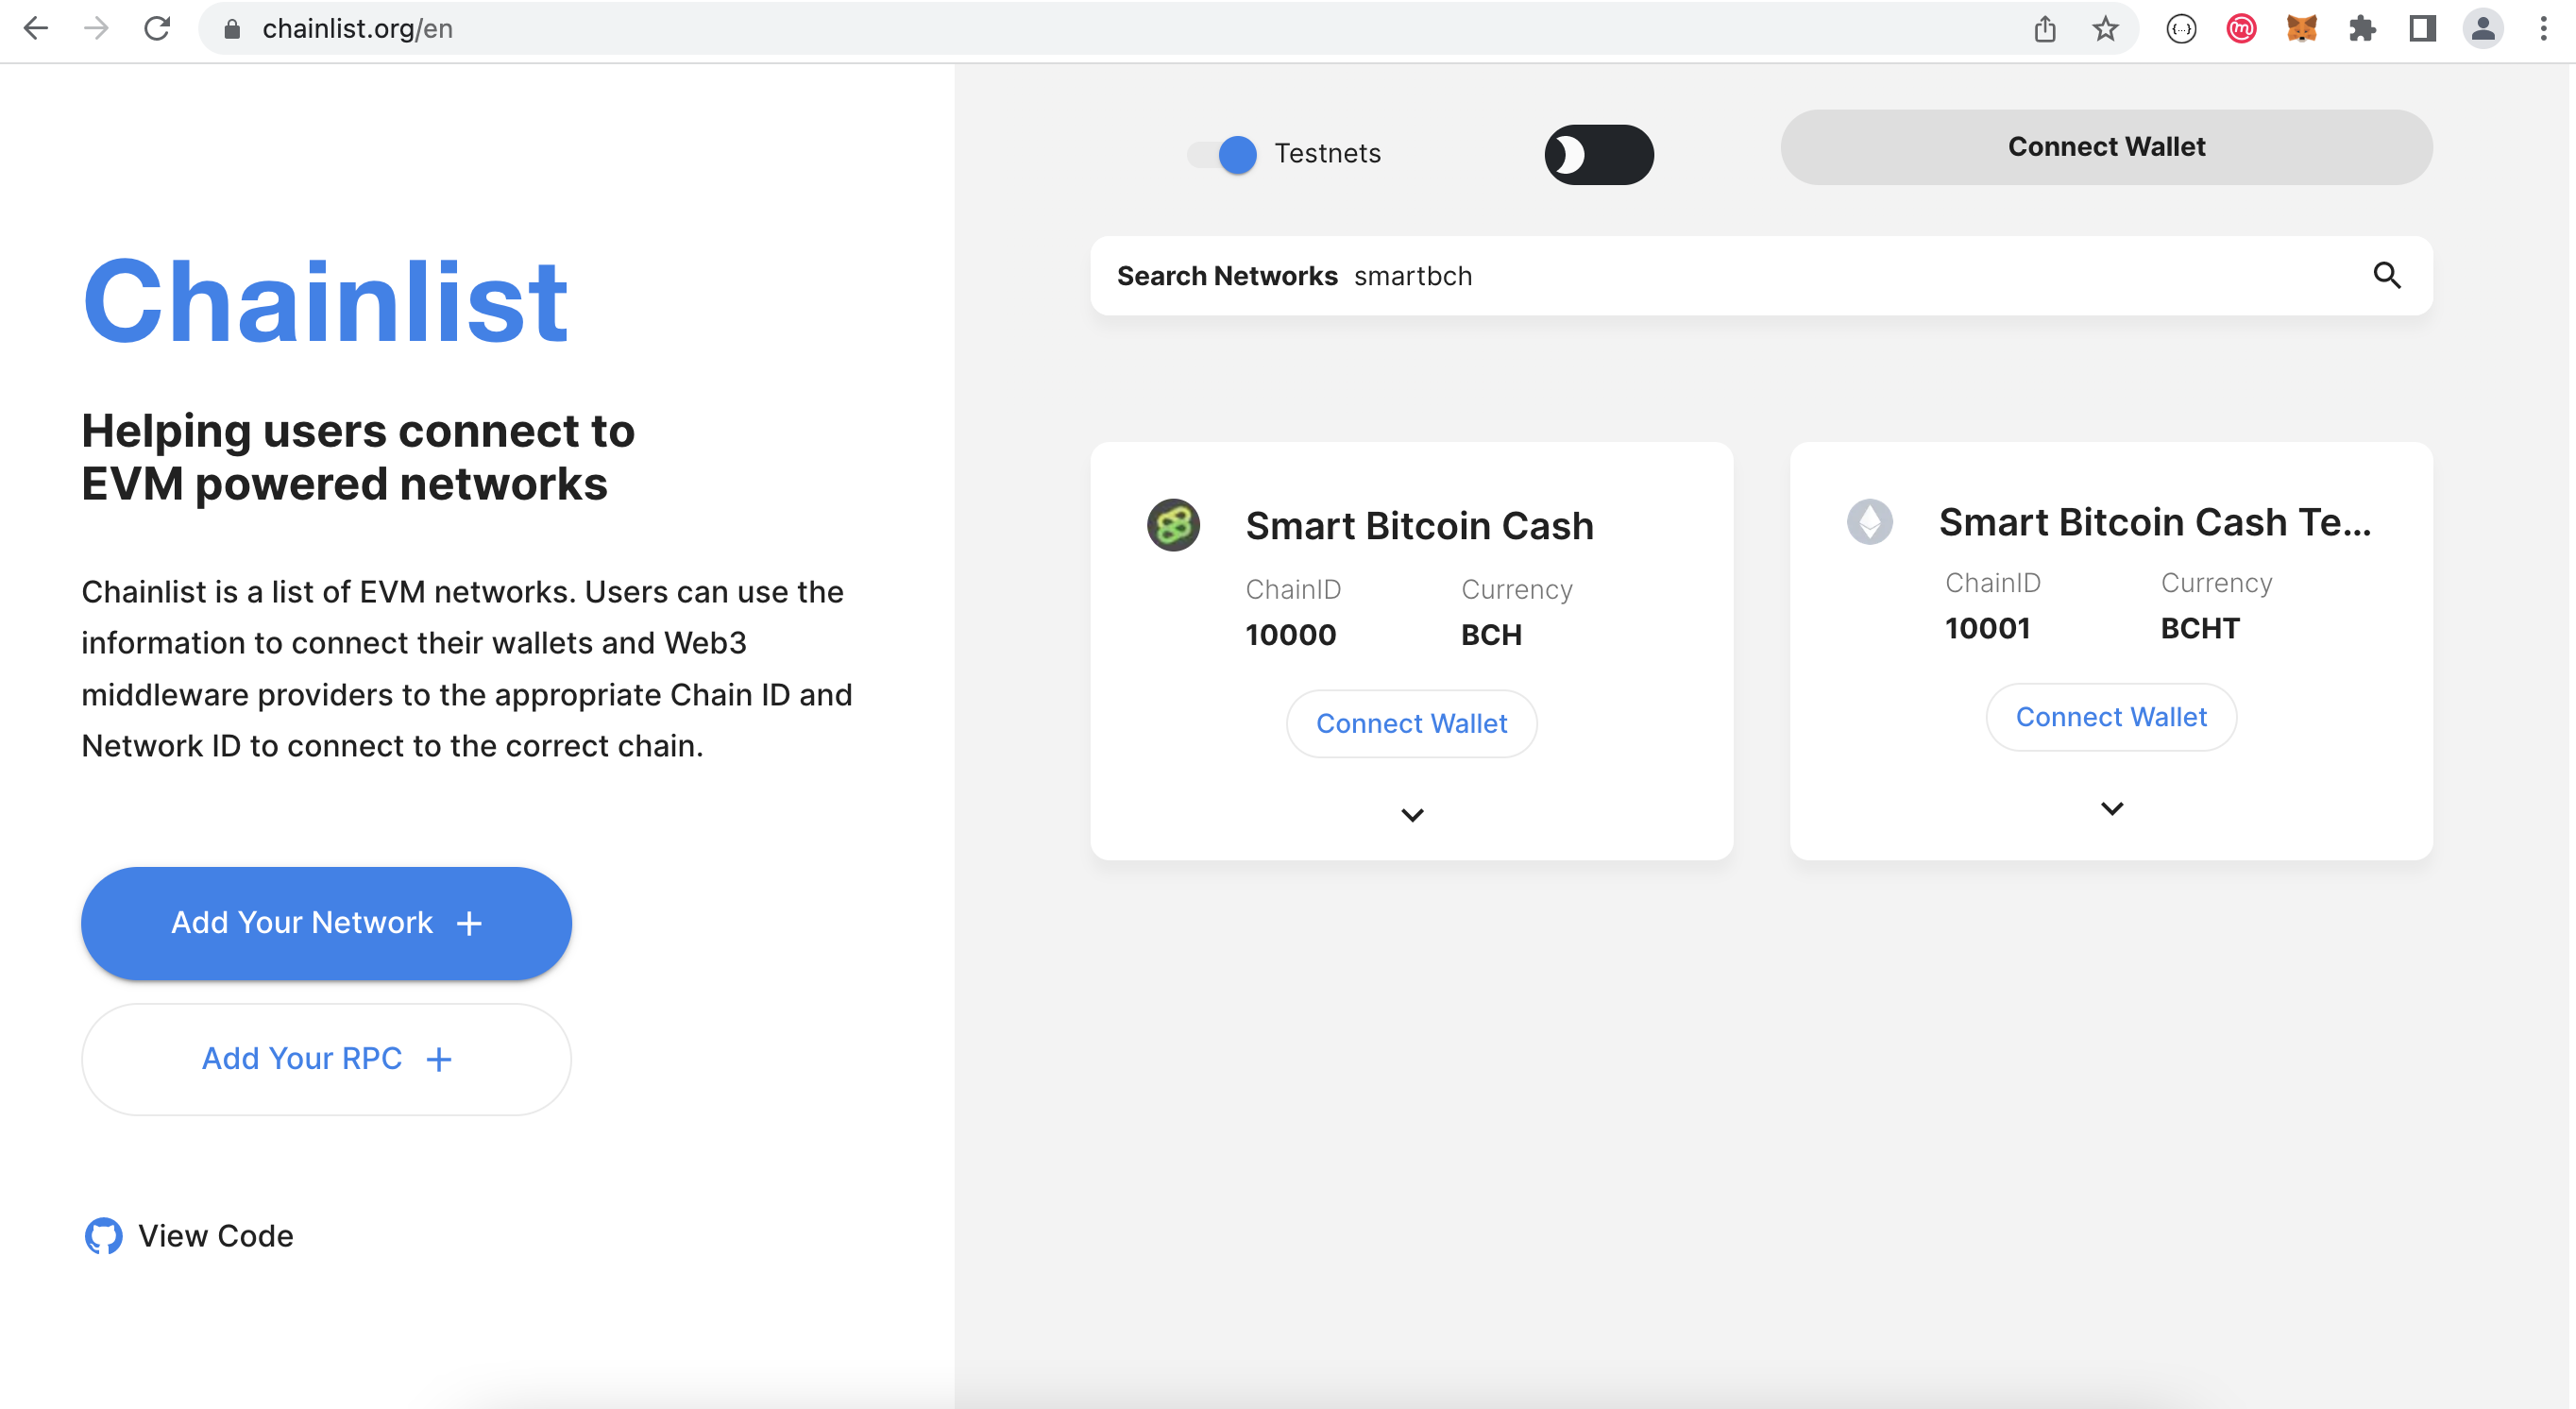 chainlist.org/en
Chainlist
Helping users connect to
EVM powered networks
Chainlist is a list of EVM networks. Users can use the
information to connect their wallets and Web3
middleware providers to the appropriate Chain ID and
Network ID to connect to the correct chain.
Add Your Network +
Add Your RPC +
View Code
Testnets
Connect Wallet
Search Networks smartbch
Smart Bitcoin Cash
ChainID Currency
10000 BCH
Connect Wallet
Smart Bitcoin Cash Te...
ChainID Currency
10001 BCHT
Connect Wallet